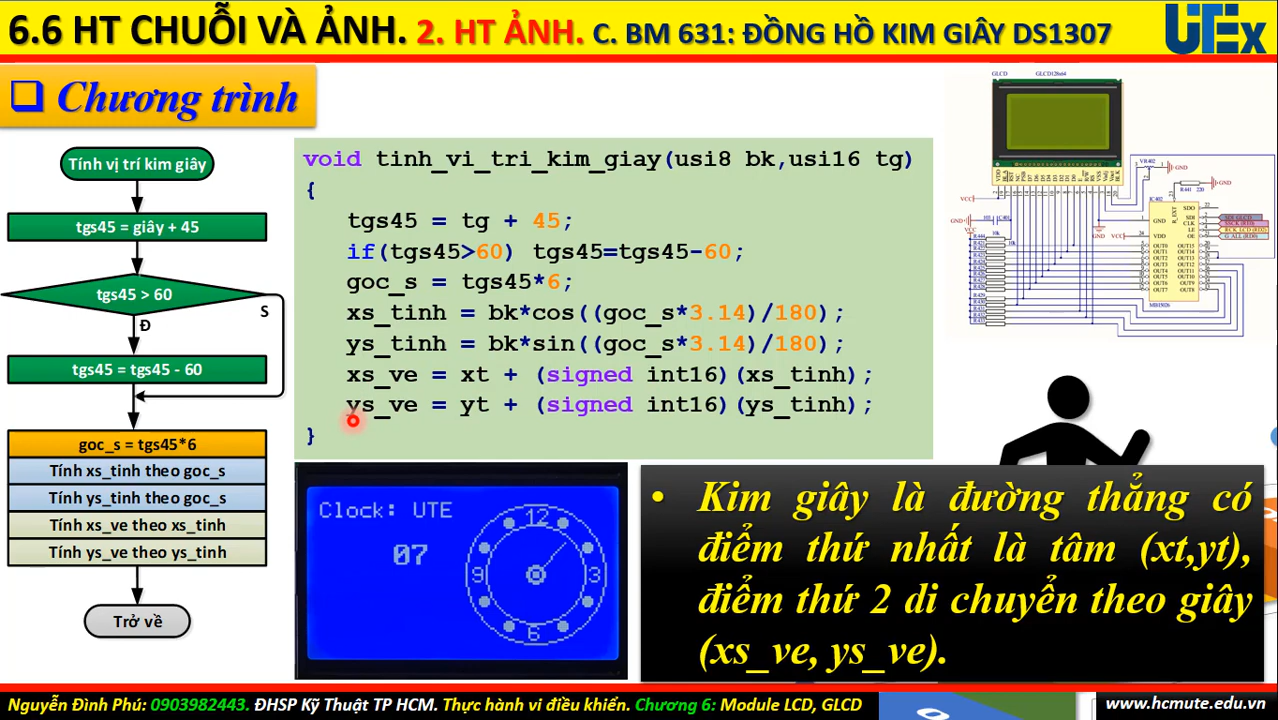 6.6 HT CHUỖI VÀ ẢNH. 2. HT ẢNH. C. BM 631: ĐỒNG HỒ KIM GIÂY DS1307
UTEx
Chương trình
Tính vị trí kim giây
tgs45 = giây + 45
tgs45 > 60
S
Đ
tgs45 = tgs45 - 60
goc_s = tgs45*6
Tính xs_tinh theo goc_s
Tính ys_tinh theo goc_s
Tính xs_ve theo xs_tinh
Tính ys_ve theo ys_tinh
Trở về
void tinh_vi_tri_kim_giay(usi8 bk,usi16 tg)
{
tgs45 = tg + 45;
if(tgs45>60) tgs45=tgs45-60;
goc_s = tgs45*6;
xs_tinh = bk*cos((goc_s*3.14)/180);
ys_tinh = bk*sin((goc_s*3.14)/180);
xs_ve = xt + (signed int16)(xs_tinh);
ys_ve = yt + (signed int16)(ys_tinh);
}
GLCD
GLCD128x64
GND
VCC
Clock: UTE
07
12
9
3
6
• Kim giây là đường thẳng có
điểm thứ nhất là tâm (xt,yt),
điểm thứ 2 di chuyển theo giây
(xs_ve, ys_ve).
Nguyễn Đình Phú: 0903982443. ĐHSP Kỹ Thuật TP HCM. Thực hành vi điều khiển. Chương 6: Module LCD, GLCD
www.hcmute.edu.vn